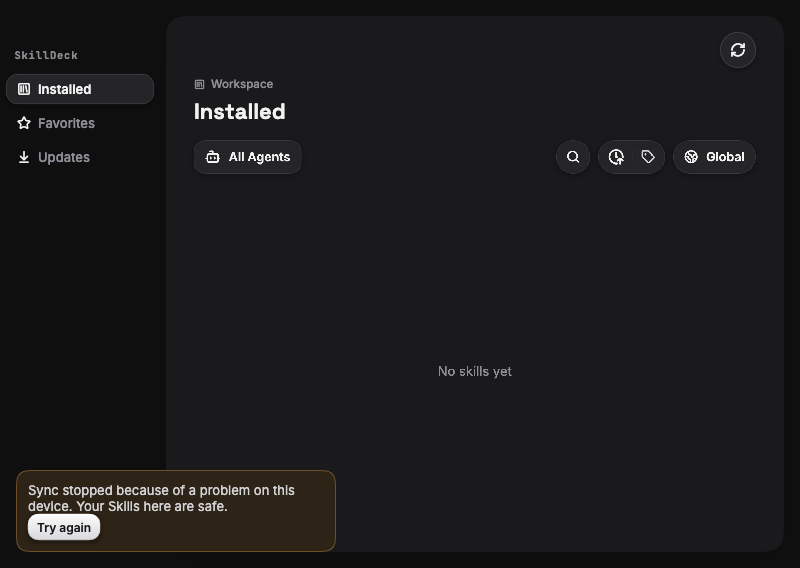 SkillDeck
Installed
Favorites
Updates
Workspace
Installed
All Agents
Global
No skills yet
Sync stopped because of a problem on this
device. Your Skills here are safe.
Try again